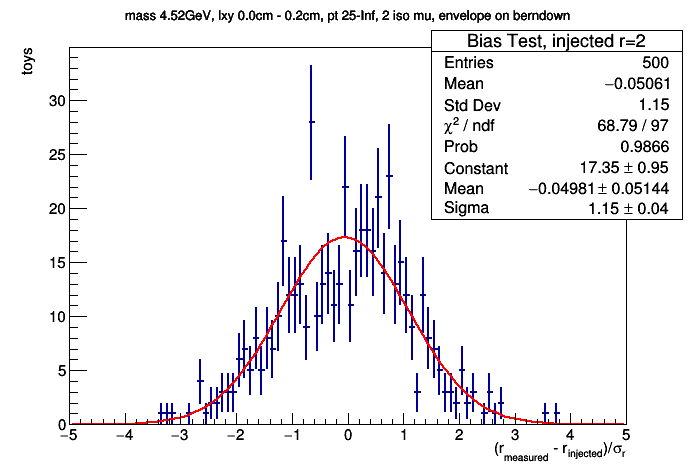 mass 4.52GeV, lxy 0.0cm - 0.2cm, pt 25-Inf, 2 iso mu, envelope on berndown
Bias Test, injected r=2
Entries 500
Mean −0.05061
Std Dev 1.15
χ² / ndf 68.79 / 97
Prob 0.9866
Constant 17.35 ± 0.95
Mean −0.04981 ± 0.05144
Sigma 1.15 ± 0.04
toys
30
25
20
15
10
5
0
−5 −4 −3 −2 −1 0 1 2 3 4 5
(r_measured - r_injected)/σ_r